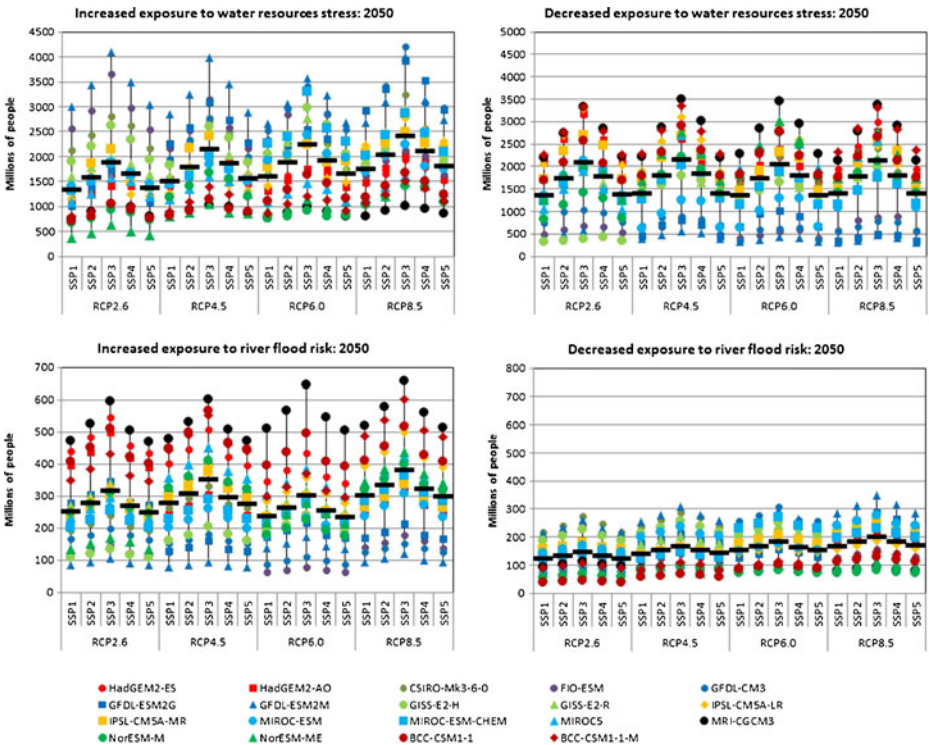 Increased exposure to water resources stress: 2050
Millions of people
4500
4000
3500
3000
2500
2000
1500
1000
500
0
SSP1 SSP2 SSP3 SSP4 SSP5 SSP1 SSP2 SSP3 SSP4 SSP5 SSP1 SSP2 SSP3 SSP4 SSP5 SSP1 SSP2 SSP3 SSP4 SSP5
RCP2.6 RCP4.5 RCP6.0 RCP8.5
Decreased exposure to water resources stress: 2050
Millions of people
5000
4500
4000
3500
3000
2500
2000
1500
1000
500
0
SSP1 SSP2 SSP3 SSP4 SSP5 SSP1 SSP2 SSP3 SSP4 SSP5 SSP1 SSP2 SSP3 SSP4 SSP5 SSP1 SSP2 SSP3 SSP4 SSP5
RCP2.6 RCP4.5 RCP6.0 RCP8.5
Increased exposure to river flood risk: 2050
Millions of people
700
600
500
400
300
200
100
0
SSP1 SSP2 SSP3 SSP4 SSP5 SSP1 SSP2 SSP3 SSP4 SSP5 SSP1 SSP2 SSP3 SSP4 SSP5 SSP1 SSP2 SSP3 SSP4 SSP5
RCP2.6 RCP4.5 RCP6.0 RCP8.5
Decreased exposure to river flood risk: 2050
Millions of people
800
700
600
500
400
300
200
100
0
SSP1 SSP2 SSP3 SSP4 SSP5 SSP1 SSP2 SSP3 SSP4 SSP5 SSP1 SSP2 SSP3 SSP4 SSP5 SSP1 SSP2 SSP3 SSP4 SSP5
RCP2.6 RCP4.5 RCP6.0 RCP8.5
HadGEM2-ES HadGEM2-AO CSIRO-Mk3-6-0 FIO-ESM GFDL-CM3
GFDL-ESM2G GFDL-ESM2M GISS-E2-H GISS-E2-R IPSL-CM5A-LR
IPSL-CM5A-MR MIROC-ESM MIROC-ESM-CHEM MIROC5 MRI-CGCM3
NorESM-M NorESM-ME BCC-CSM1-1 BCC-CSM1-1-M